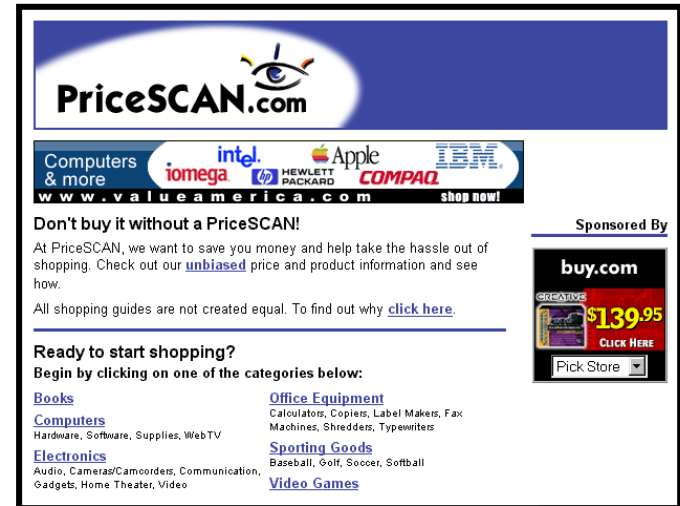 PriceSCAN.com
Computers
& more
intel.
Apple
IBM.
iomega
hp HEWLETT
PACKARD
COMPAQ
www.valueamerica.com
shop now!
Don't buy it without a PriceSCAN!
At PriceSCAN, we want to save you money and help take the hassle out of
shopping. Check out our unbiased price and product information and see
how.
All shopping guides are not created equal. To find out why click here.
Sponsored By
buy.com
CREATIVE
$139.95
CLICK HERE
Pick Store
Ready to start shopping?
Begin by clicking on one of the categories below:
Books
Computers
Hardware, Software, Supplies, WebTV
Electronics
Audio, Cameras/Camcorders, Communication,
Gadgets, Home Theater, Video
Office Equipment
Calculators, Copiers, Label Makers, Fax
Machines, Shredders, Typewriters
Sporting Goods
Baseball, Golf, Soccer, Softball
Video Games